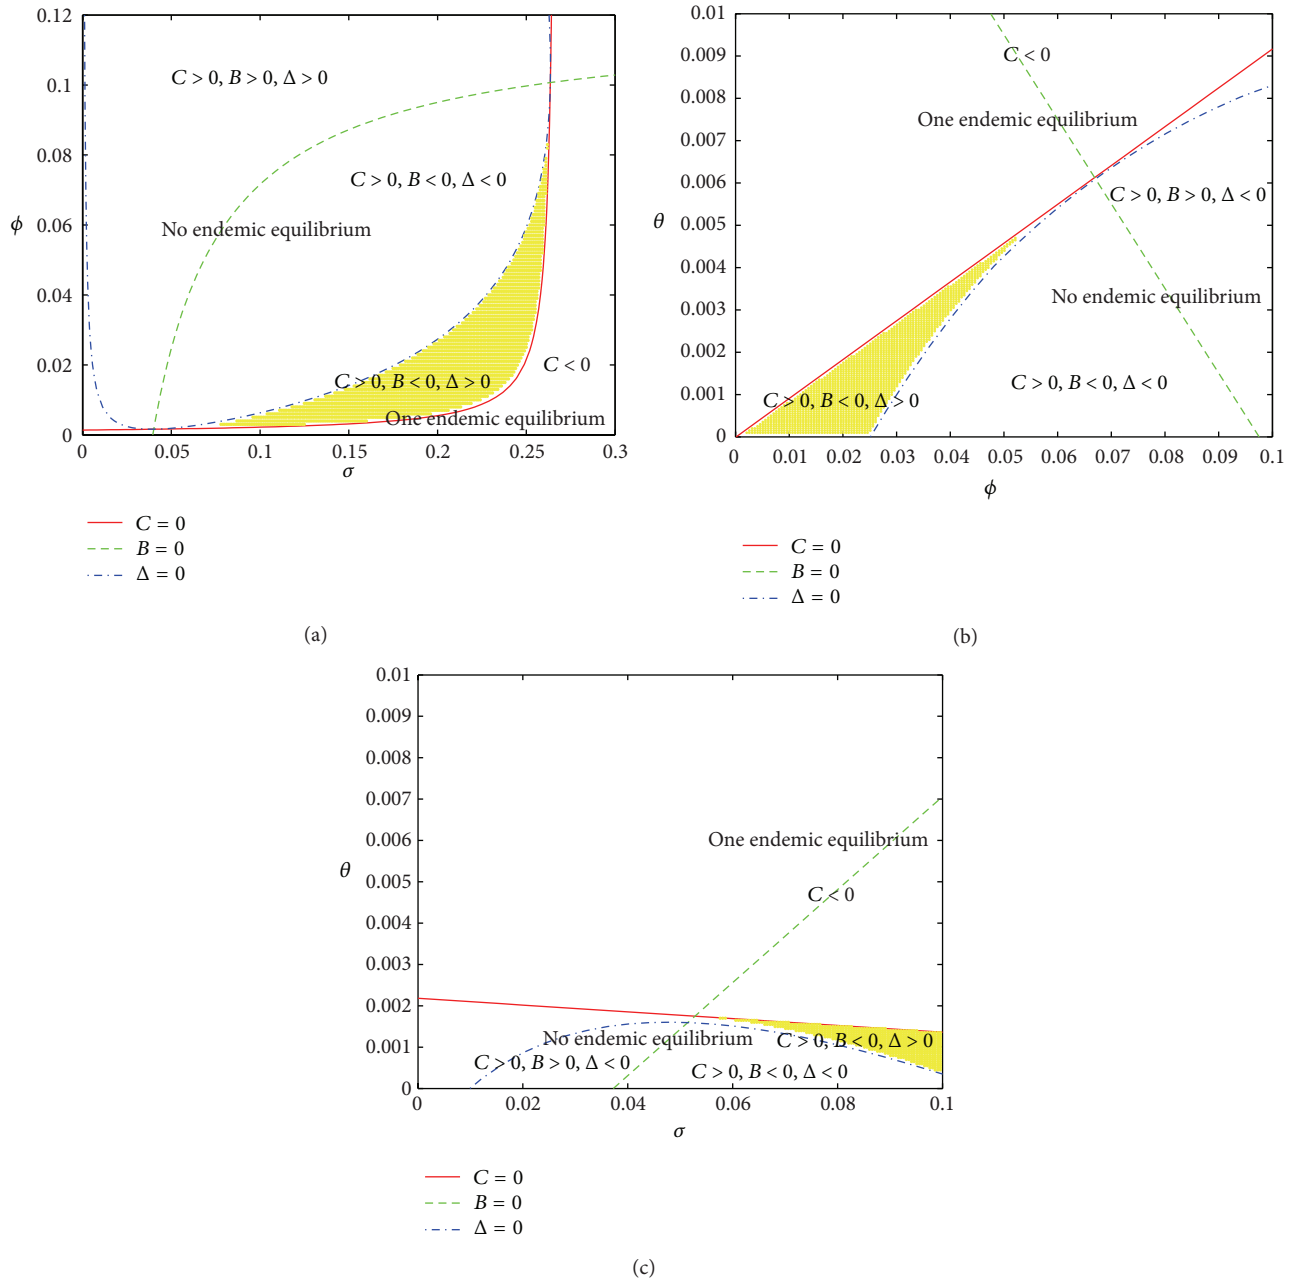 0.12
0.1
0.08
0.06
0.04
0.02
0
ϕ
C > 0, B > 0, Δ > 0
C > 0, B < 0, Δ < 0
No endemic equilibrium
C < 0
C > 0, B < 0, Δ > 0
One endemic equilibrium
0 0.05 0.1 0.15 0.2 0.25 0.3
σ
C = 0
B = 0
Δ = 0
(a)
0.01
0.009
0.008
0.007
0.006
0.005
0.004
0.003
0.002
0.001
0
θ
C < 0
One endemic equilibrium
C > 0, B > 0, Δ < 0
No endemic equilibrium
C > 0, B < 0, Δ < 0
C > 0, B < 0, Δ > 0
0 0.01 0.02 0.03 0.04 0.05 0.06 0.07 0.08 0.09 0.1
ϕ
C = 0
B = 0
Δ = 0
(b)
0.01
0.009
0.008
0.007
0.006
0.005
0.004
0.003
0.002
0.001
0
θ
One endemic equilibrium
C < 0
No endemic equilibrium
C > 0, B < 0, Δ > 0
C > 0, B > 0, Δ < 0
C > 0, B < 0, Δ < 0
0 0.02 0.04 0.06 0.08 0.1
σ
C = 0
B = 0
Δ = 0
(c)